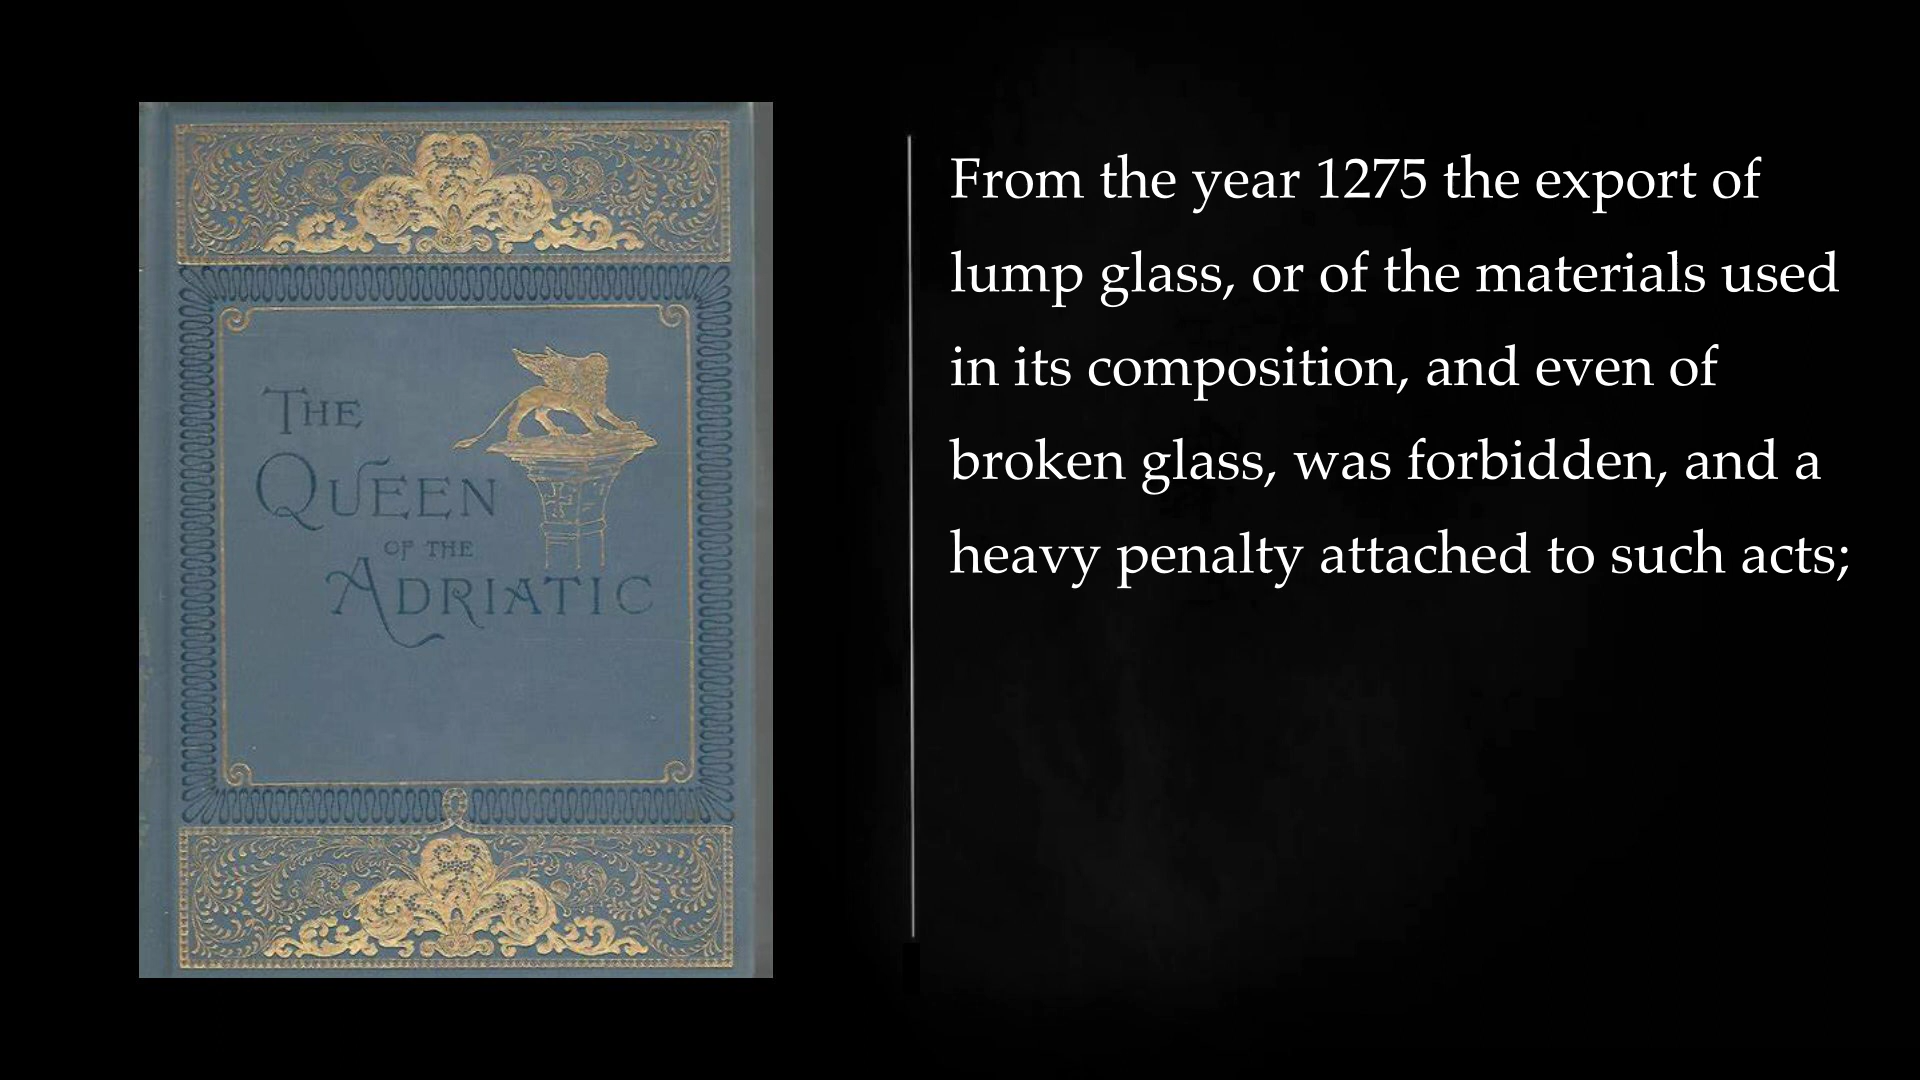 THE
QUEEN
OF THE
ADRIATIC
From the year 1275 the export of
lump glass, or of the materials used
in its composition, and even of
broken glass, was forbidden, and a
heavy penalty attached to such acts;